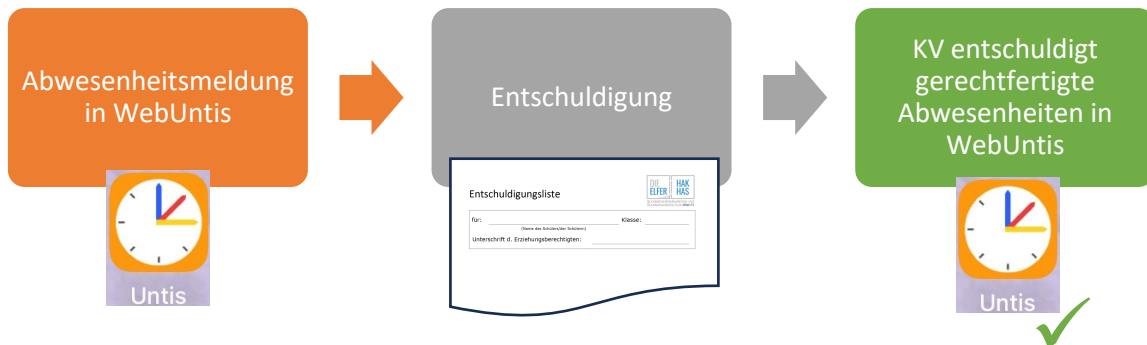 Abwesenheitsmeldung
in WebUntis
Untis
Entschuldigung
Entschuldigungsliste
DIE
ELFER
HAK
HAS
für:
Klasse:
(Name des Schülers/der Schülerin)
Unterschrift d. Erziehungsberechtigten:
KV entschuldigt
gerechtfertigte
Abwesenheiten in
WebUntis
Untis